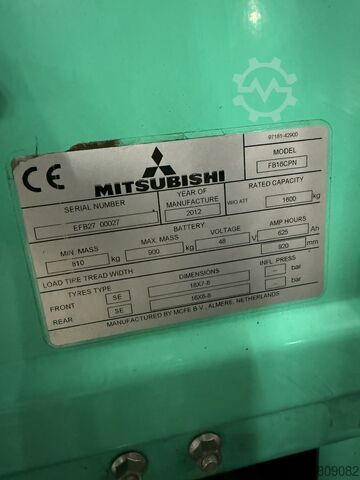 97181-42900
CE
MITSUBISHI
MODEL
FB16CPN
SERIAL NUMBER
EFB27 00027
YEAR OF
MANUFACTURE
2012
RATED CAPACITY
W/O ATT 1600 kg
BATTERY
MIN. MASS
810 kg
MAX. MASS
900 kg
VOLTAGE
48 V
AMP HOURS
625 Ah
LOAD TIRE TREAD WIDTH
920 mm
TYRES TYPE
DIMENSIONS
INFL. PRESS
FRONT SE 18X7-8 --- bar
REAR SE 16X6-8 --- bar
MANUFACTURED BY MCFE B.V., ALMERE, NETHERLANDS
809082